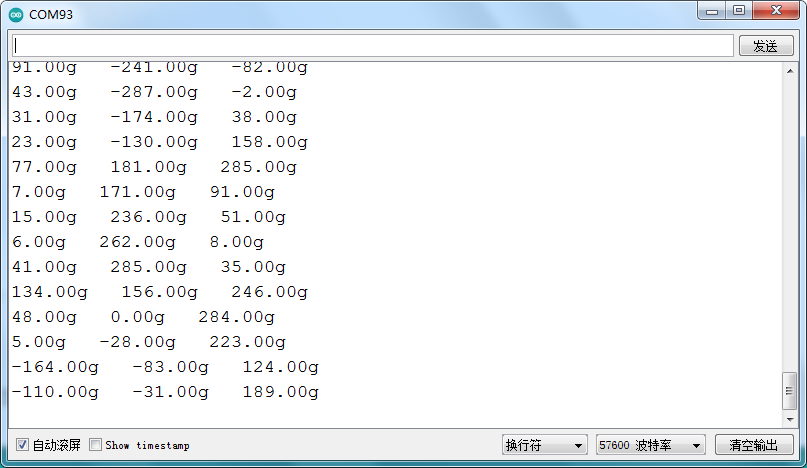 COM93
发送
91.00g -241.00g -82.00g
43.00g -287.00g -2.00g
31.00g -174.00g 38.00g
23.00g -130.00g 158.00g
77.00g 181.00g 285.00g
7.00g 171.00g 91.00g
15.00g 236.00g 51.00g
6.00g 262.00g 8.00g
41.00g 285.00g 35.00g
134.00g 156.00g 246.00g
48.00g 0.00g 284.00g
5.00g -28.00g 223.00g
-164.00g -83.00g 124.00g
-110.00g -31.00g 189.00g
自动滚屏 Show timestamp 换行符 57600 波特率 清空输出